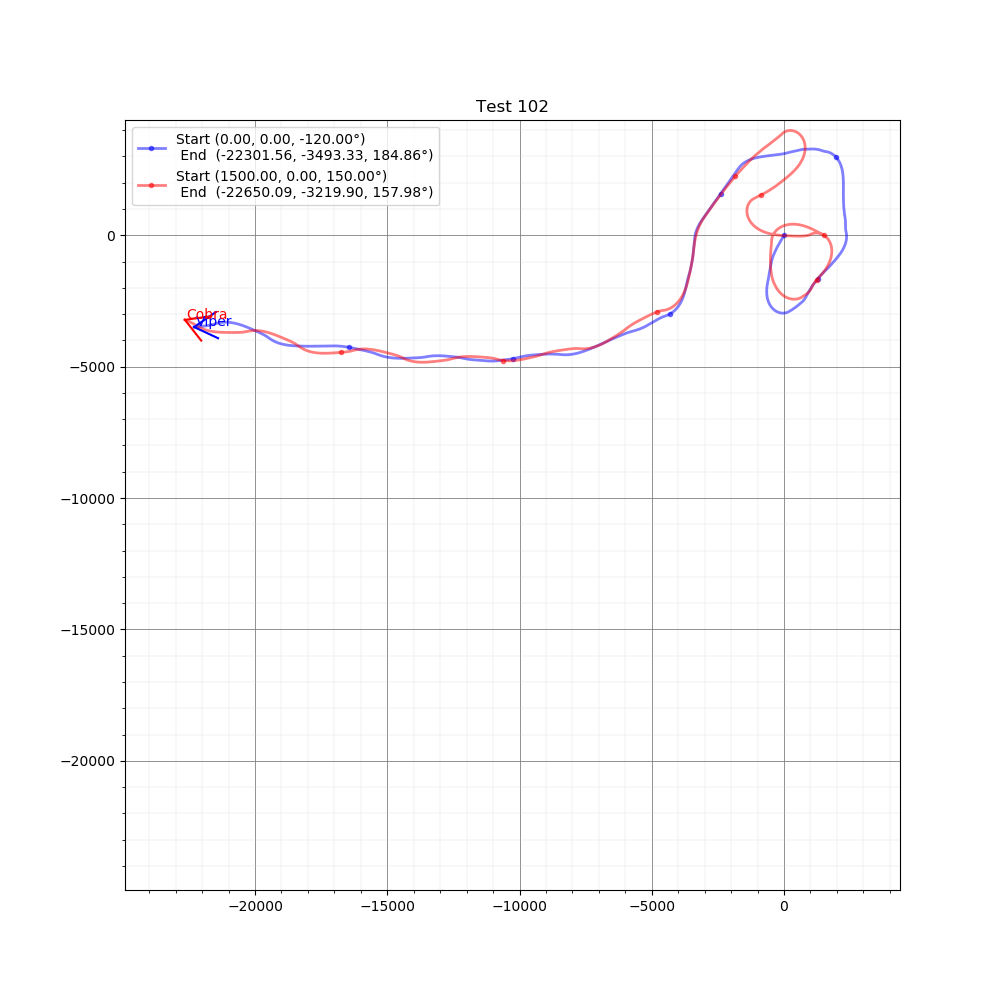 Test 102
Start (0.00, 0.00, -120.00°)
End (-22301.56, -3493.33, 184.86°)
Start (1500.00, 0.00, 150.00°)
End (-22650.09, -3219.90, 157.98°)
0
−5000
−10000
−15000
−20000
Cobra
Viper
−20000
−15000
−10000
−5000
0